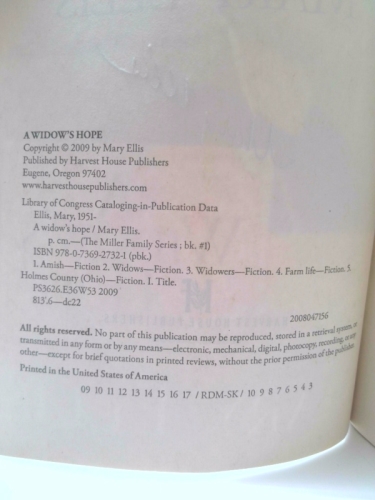 A WIDOW'S HOPE
Copyright © 2009 by Mary Ellis
Published by Harvest House Publishers
Eugene, Oregon 97402
www.harvesthousepublishers.com
Library of Congress Cataloging-in-Publication Data
Ellis, Mary, 1951-
A widow's hope / Mary Ellis.
p. cm.—(The Miller Family Series ; bk. #1)
ISBN 978-0-7369-2732-1 (pbk.)
1. Amish—Fiction 2. Widows—Fiction. 3. Widowers—Fiction. 4. Farm life—Fiction. 5.
Holmes County (Ohio)—Fiction. I. Title.
PS3626.E36W53 2009
813'.6—dc22
2008047156
All rights reserved. No part of this publication may be reproduced, stored in a retrieval system, or
transmitted in any form or by any means—electronic, mechanical, digital, photocopy, recording, or any
other—except for brief quotations in printed reviews, without the prior permission of the publisher.
Printed in the United States of America
09 10 11 12 13 14 15 16 17 / RDM-SK / 10 9 8 7 6 5 4 3